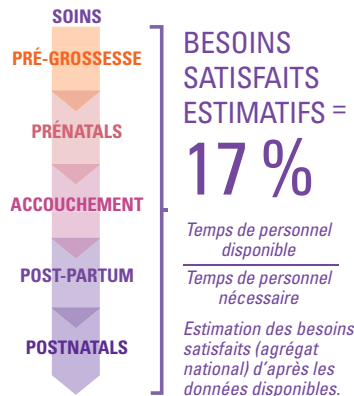 SOINS
PRÉ-GROSSESSE
PRÉNATALS
ACCOUCHEMENT
POST-PARTUM
POSTNATALS
BESOINS
SATISFAITS
ESTIMATIFS =
17 %
Temps de personnel
disponible
Temps de personnel
nécessaire
Estimation des besoins
satisfaits (agrégat
national) d’après les
données disponibles.